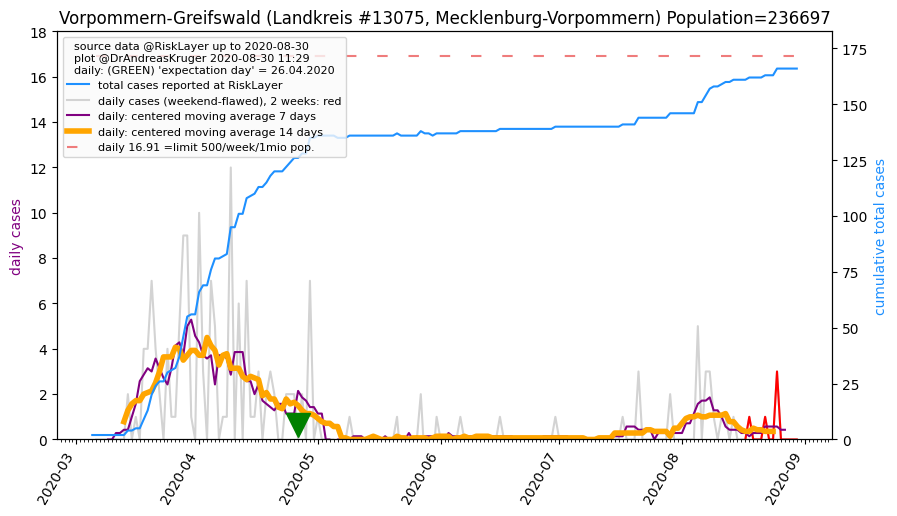 Vorpommern-Greifswald (Landkreis #13075, Mecklenburg-Vorpommern) Population=236697
source data @RiskLayer up to 2020-08-30
plot @DrAndreasKruger 2020-08-30 11:29
daily: (GREEN) 'expectation day' = 26.04.2020
total cases reported at RiskLayer
daily cases (weekend-flawed), 2 weeks: red
daily: centered moving average 7 days
daily: centered moving average 14 days
daily 16.91 =limit 500/week/1mio pop.
daily cases
18
16
14
12
10
8
6
4
2
0
cumulative total cases
175
150
125
100
75
50
25
0
2020-03
2020-04
2020-05
2020-06
2020-07
2020-08
2020-09